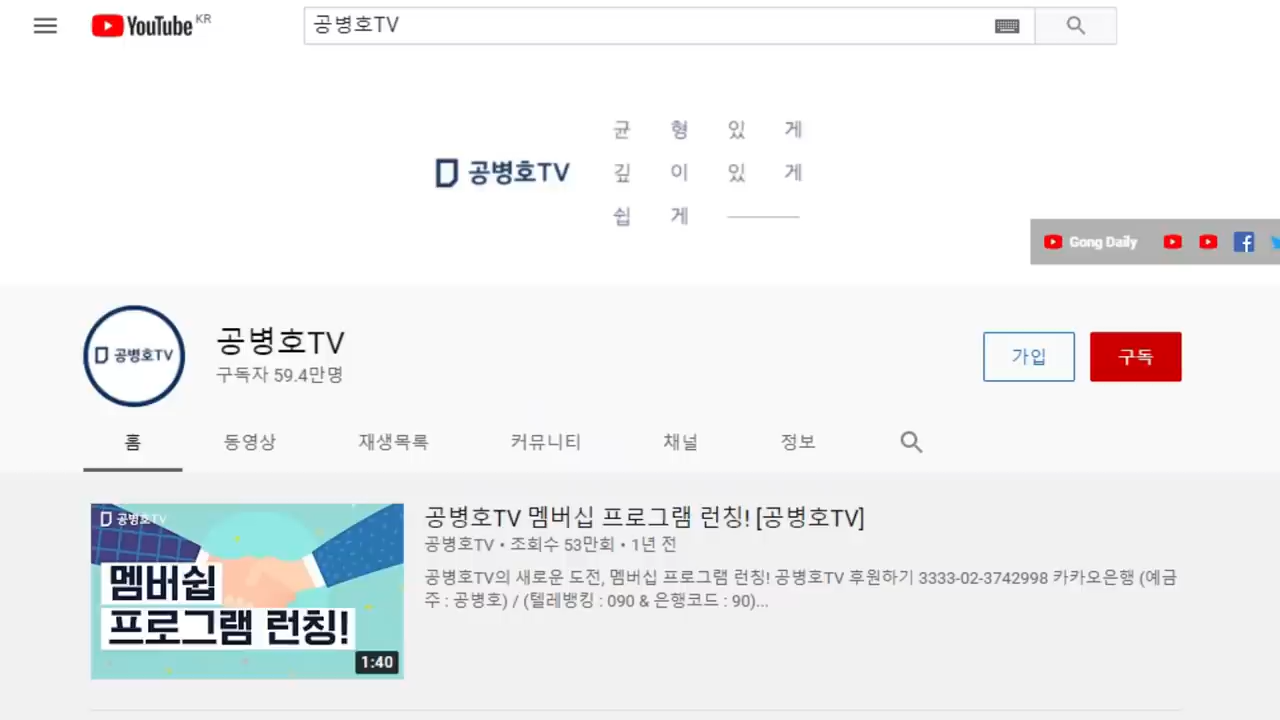 YouTube KR
공병호TV
균 형 있 게
공병호TV
깊 이 있 게
쉽 게
Gong Daily
공병호TV
공병호TV
구독자 59.4만명
가입
구독
홈
동영상
재생목록
커뮤니티
채널
정보
공병호TV
멤버쉽
프로그램 런칭!
1:40
공병호TV 멤버십 프로그램 런칭! [공병호TV]
공병호TV • 조회수 53만회 • 1년 전
공병호TV의 새로운 도전, 멤버십 프로그램 런칭! 공병호TV 후원하기 3333-02-3742998 카카오은행 (예금
주 : 공병호) / (텔레뱅킹 : 090 & 은행코드 : 90)...